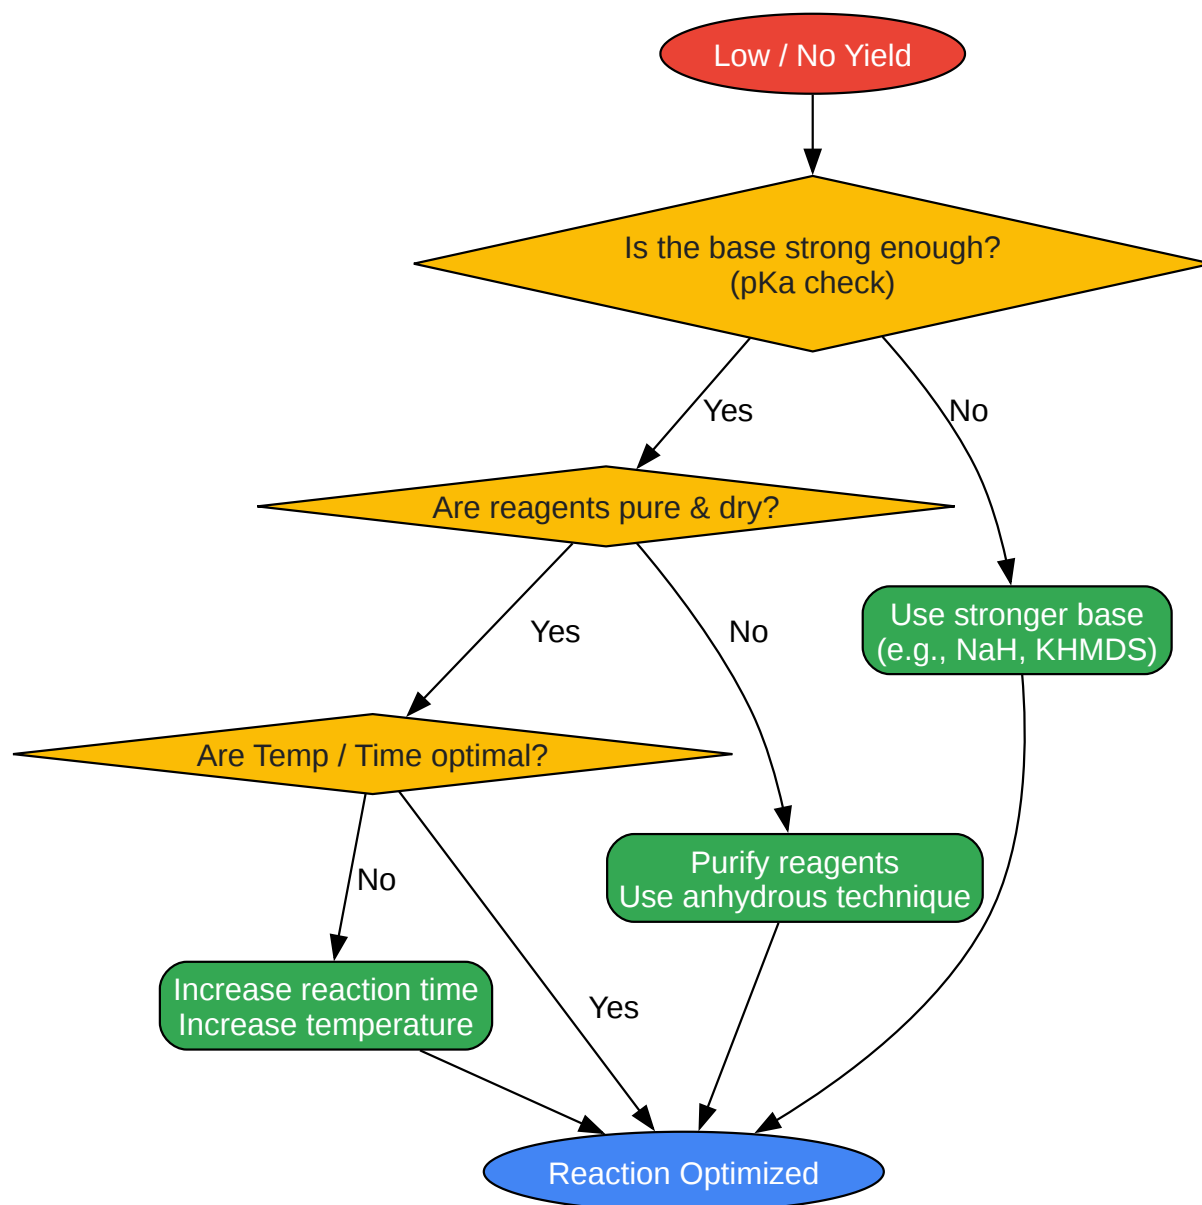 Low / No Yield
Is the base strong enough?
(pKa check)
Yes
No
Are reagents pure & dry?
Use stronger base
(e.g., NaH, KHMDS)
Yes
No
Are Temp / Time optimal?
Purify reagents
Use anhydrous technique
No
Increase reaction time
Increase temperature
Yes
Reaction Optimized